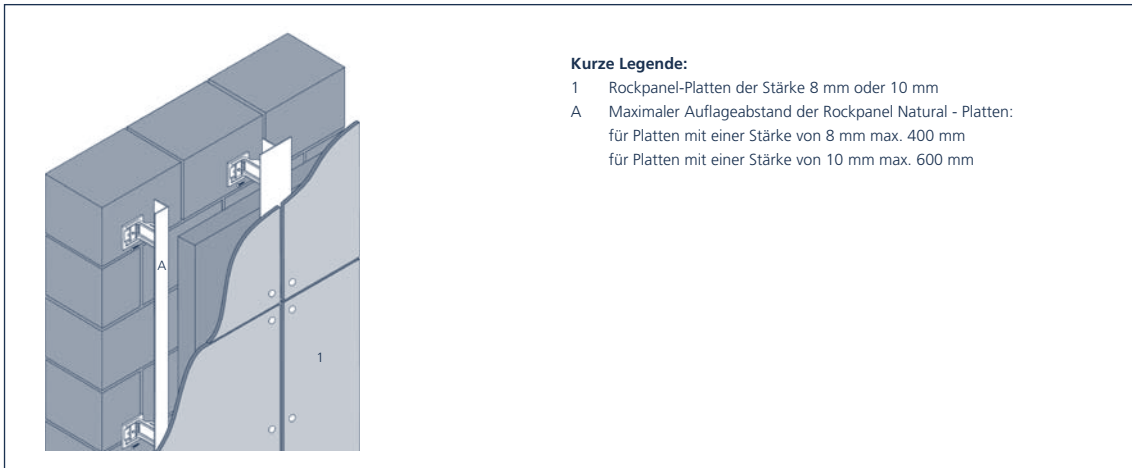 Kurze Legende:
1 Rockpanel-Platten der Stärke 8 mm oder 10 mm
A Maximaler Auflageabstand der Rockpanel Natural - Platten:
für Platten mit einer Stärke von 8 mm max. 400 mm
für Platten mit einer Stärke von 10 mm max. 600 mm
A
1